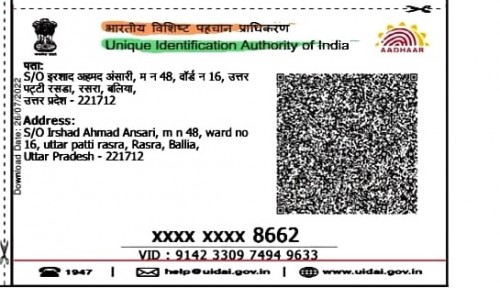 भारतीय विशिष्ट पहचान प्राधिकरण
Unique Identification Authority of India
AADHAAR
Download Date: 26/07/2022
पता:
S/O इरशाद अहमद अंसारी, म न 48, वॉर्ड न 16, उत्तर
पट्टी रसडा, रसरा, बलिया,
उत्तर प्रदेश - 221712
Address:
S/O Irshad Ahmad Ansari, m n 48, ward no
16, uttar patti rasra, Rasra, Ballia,
Uttar Pradesh - 221712
xxxx xxxx 8662
VID : 9142 3309 7494 9633
1947 | help@uidai.gov.in | www.uidai.gov.in